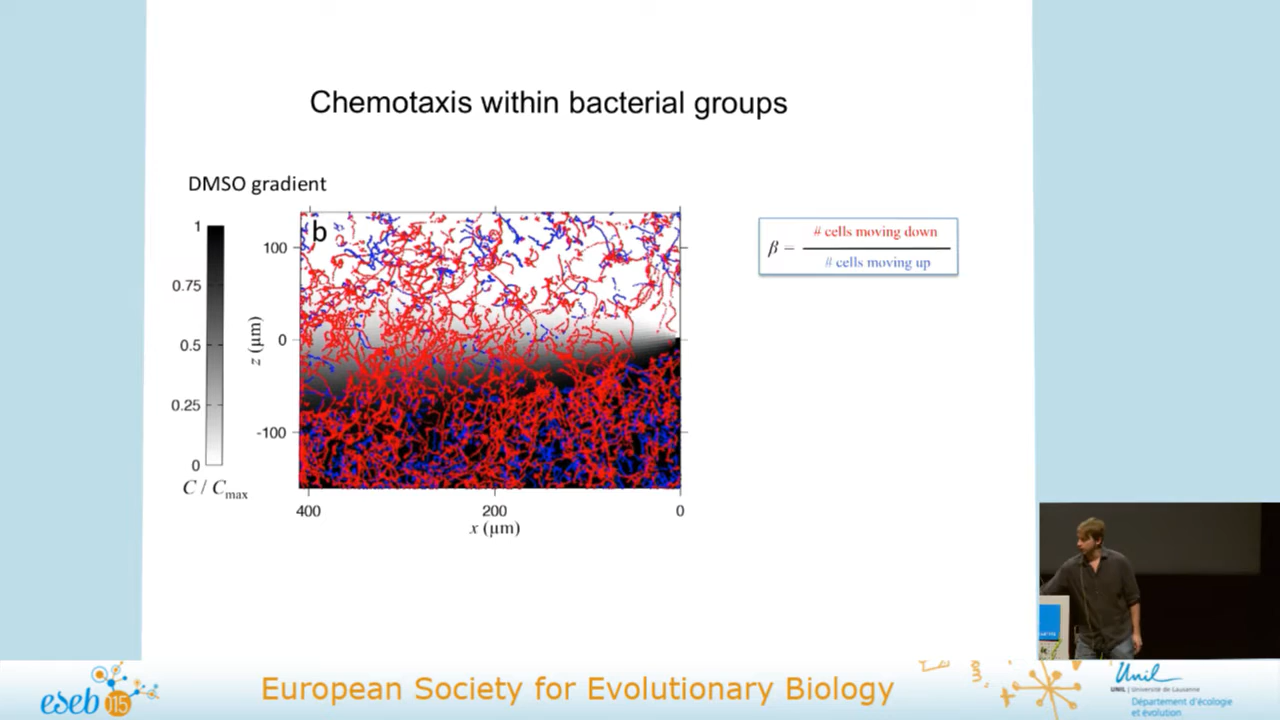 Chemotaxis within bacterial groups
DMSO gradient
1
0.75
0.5
0.25
0
C / Cmax
b
100
0
-100
z (μm)
400
200
0
x (μm)
β =
# cells moving down
# cells moving up
eseb 115
European Society for Evolutionary Biology
Unil
UNIL | Université de Lausanne
Département d'écologie
et évolution